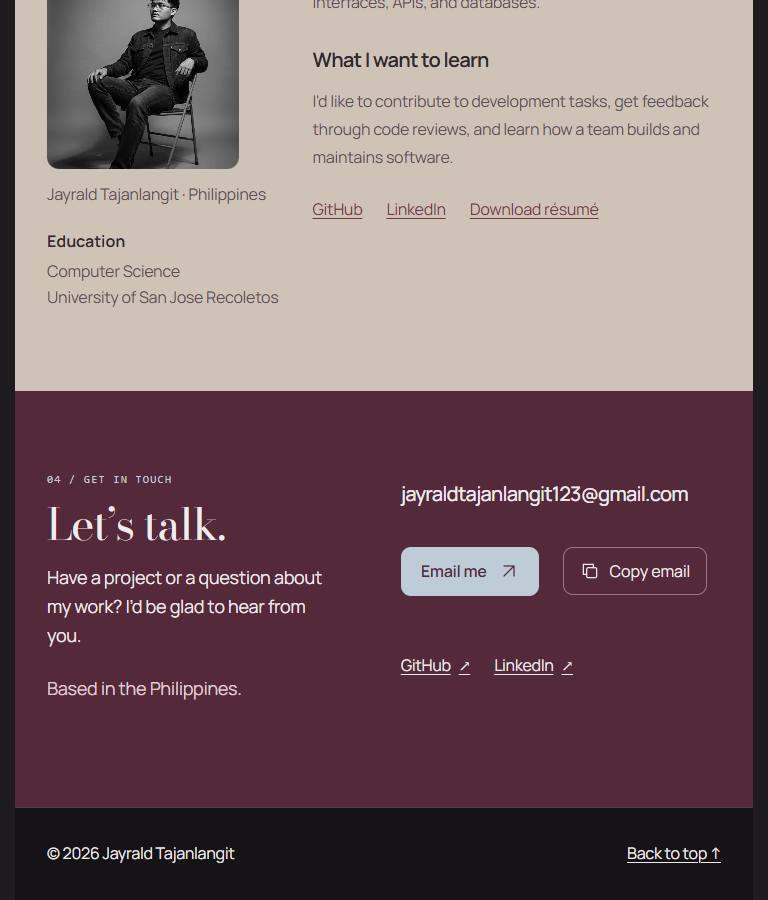 interfaces, APIs, and databases.
What I want to learn
I'd like to contribute to development tasks, get feedback
through code reviews, and learn how a team builds and
maintains software.
GitHub LinkedIn Download résumé
Jayrald Tajanlangit · Philippines
Education
Computer Science
University of San Jose Recoletos
04 / GET IN TOUCH
Let’s talk.
Have a project or a question about
my work? I'd be glad to hear from
you.
Based in the Philippines.
jayraldtajanlangit123@gmail.com
Email me ↗ Copy email
GitHub ↗ LinkedIn ↗
© 2026 Jayrald Tajanlangit
Back to top ↑